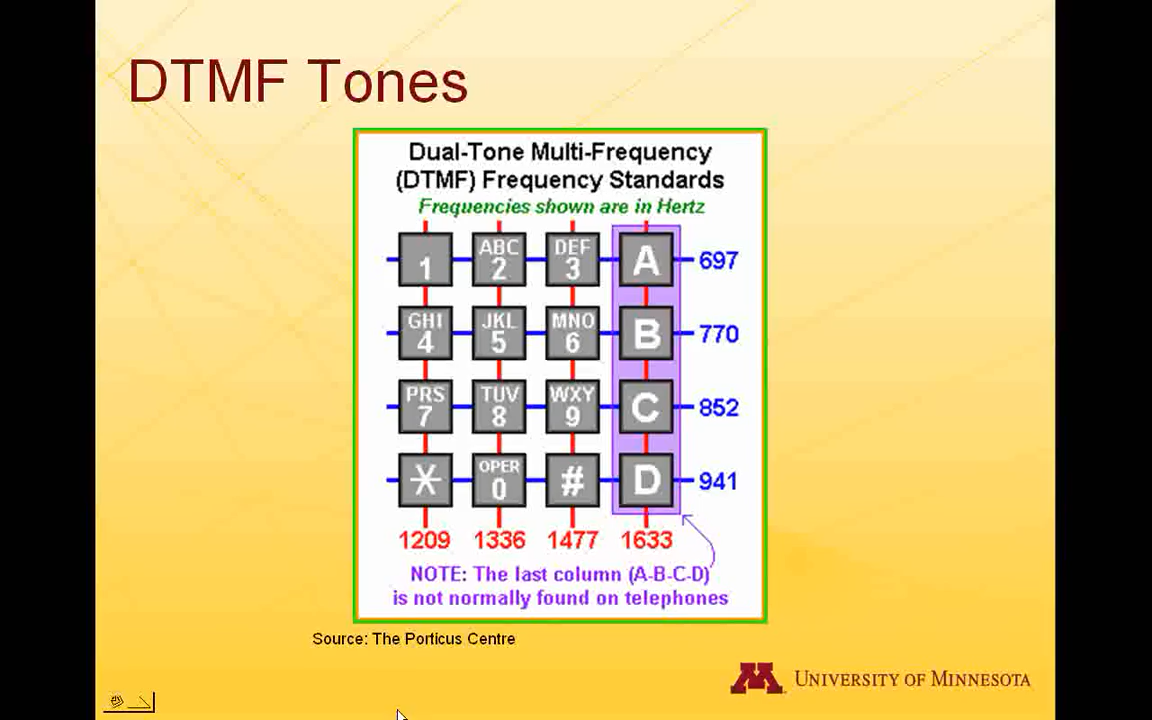 DTMF Tones
Dual-Tone Multi-Frequency
(DTMF) Frequency Standards
Frequencies shown are in Hertz
1 ABC 2 DEF 3 A 697
GHI 4 JKL 5 MNO 6 B 770
PRS 7 TUV 8 WXY 9 C 852
* OPER 0 # D 941
1209 1336 1477 1633
NOTE: The last column (A-B-C-D)
is not normally found on telephones
Source: The Porticus Centre
M UNIVERSITY OF MINNESOTA